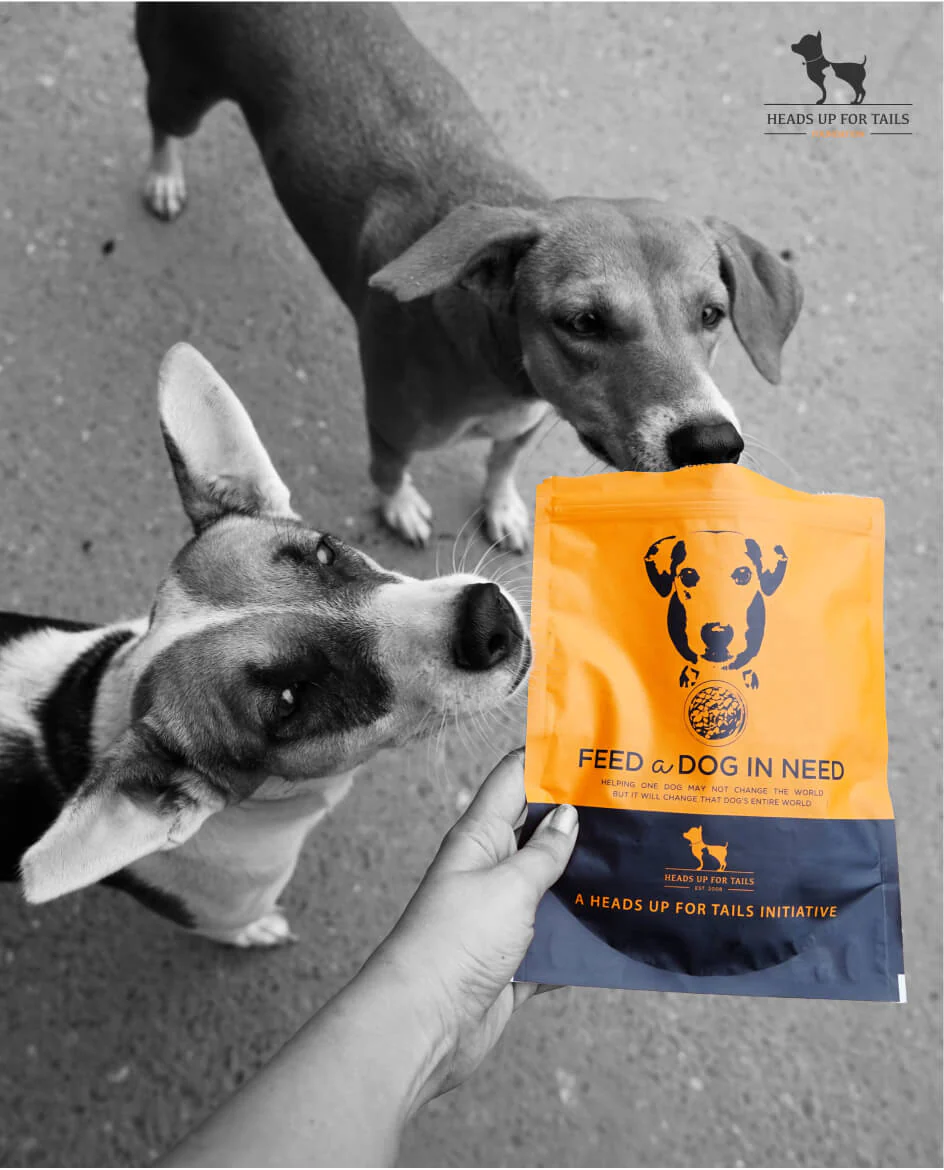 HEADS UP FOR TAILS
FEED a DOG IN NEED
HELPING ONE DOG MAY NOT CHANGE THE WORLD
BUT IT WILL CHANGE THAT DOG'S ENTIRE WORLD
HEADS UP FOR TAILS
EST. 2008
A HEADS UP FOR TAILS INITIATIVE